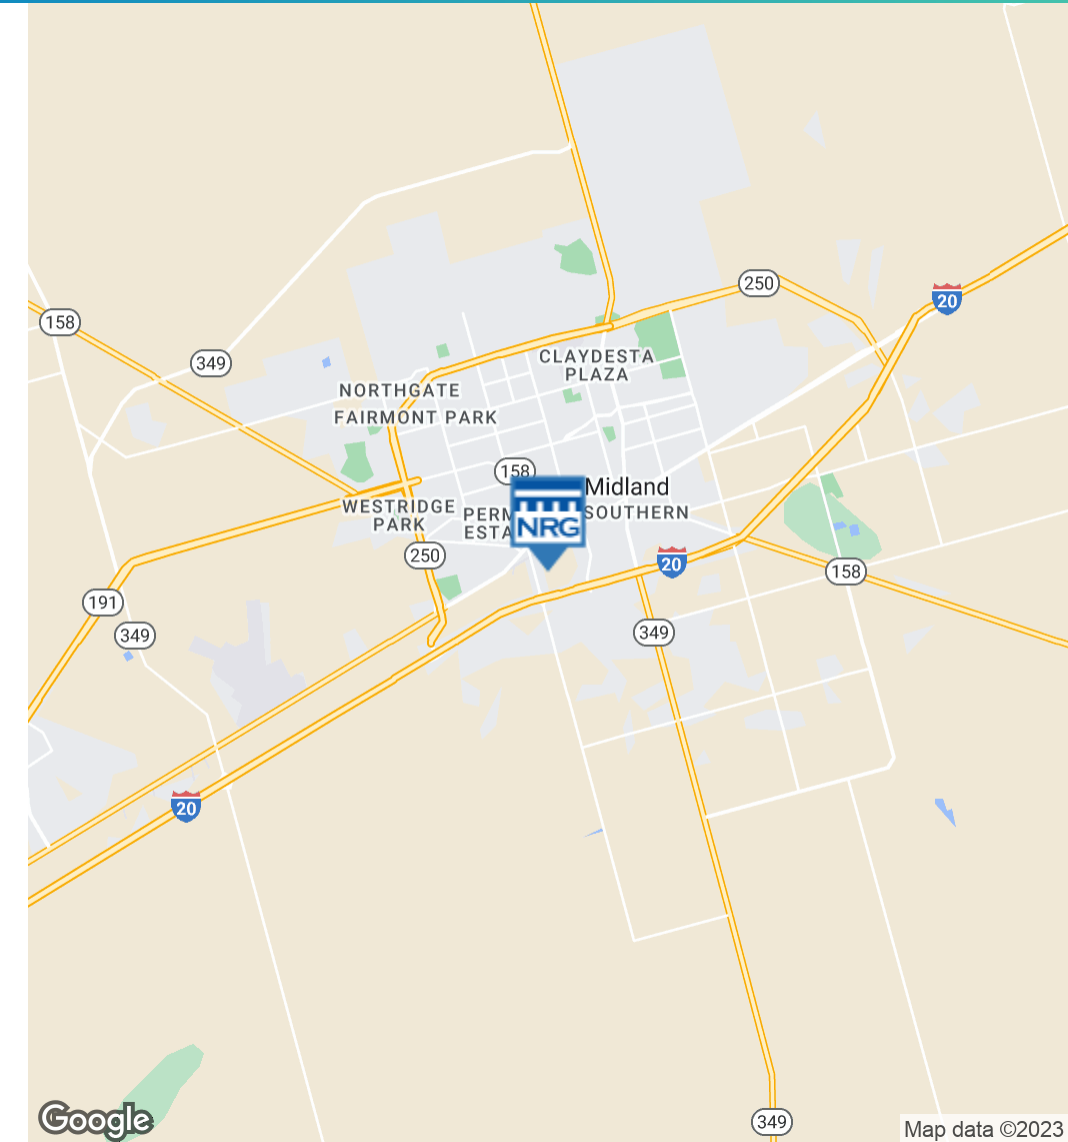 250
20
158
349
CLAYDESTA
PLAZA
NORTHGATE
FAIRMONT PARK
158
Midland
WESTRIDGE
PARK
SOUTHERN
NRG
250
20
158
191
349
349
20
349
Google
Map data ©2023